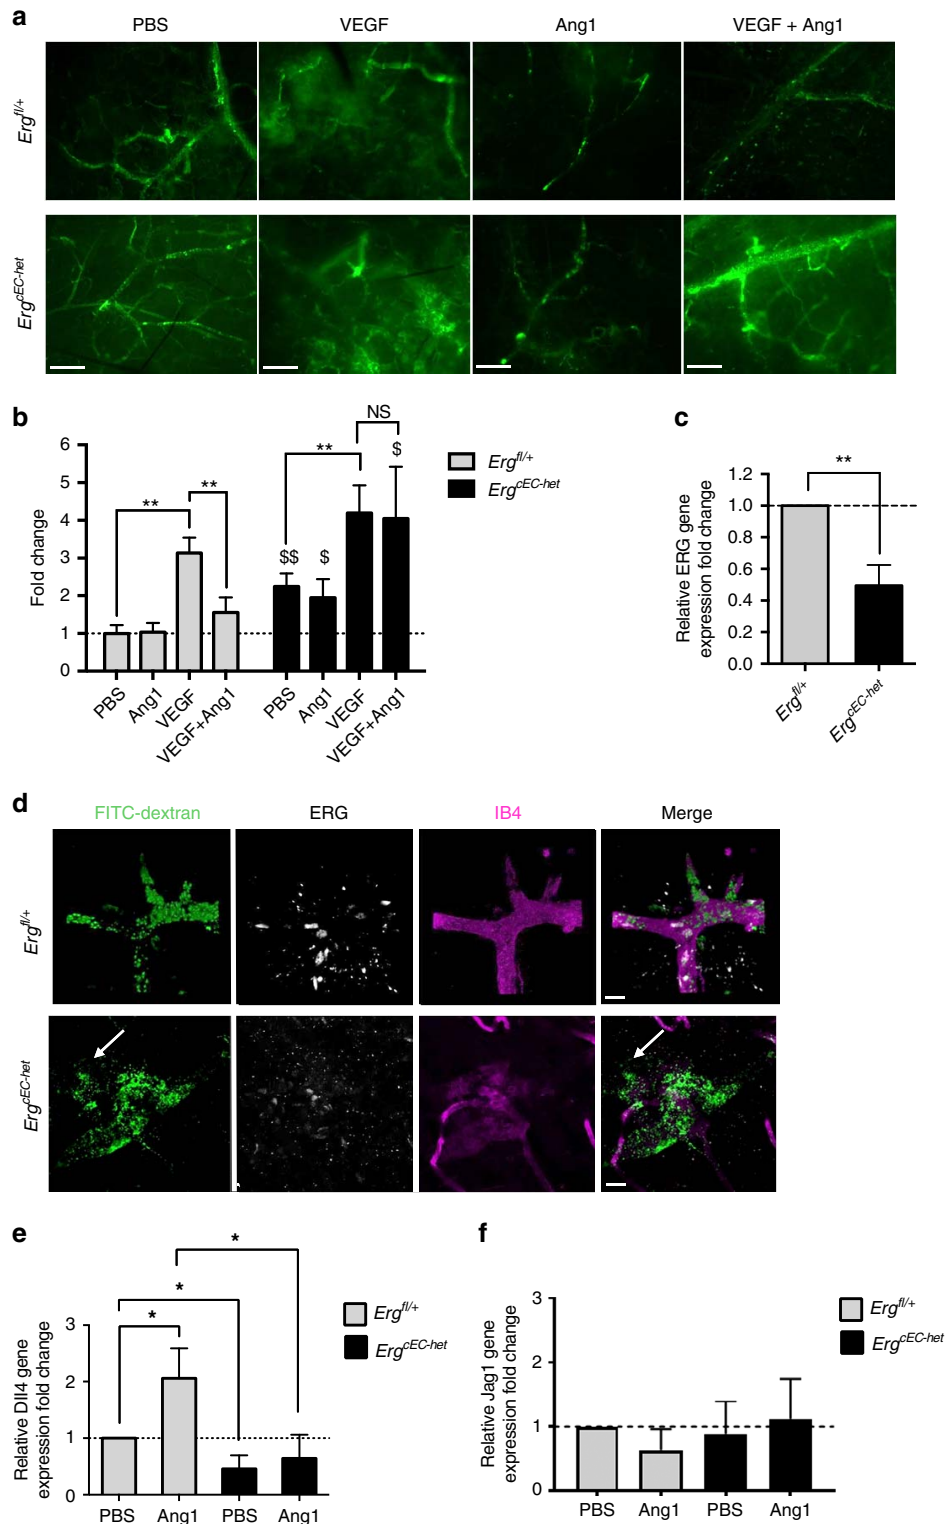 a
PBS VEGF Ang1 VEGF + Ang1
Erg^fl/+
Erg^cEC-het
b
NS
** ** ** $
$$ $
Fold change
6
5
4
3
2
1
0
PBS Ang1 VEGF VEGF+Ang1 PBS Ang1 VEGF VEGF+Ang1
Erg^fl/+
Erg^cEC-het
c
**
Relative ERG gene
expression fold change
1.2
1.0
0.8
0.6
0.4
0.2
0.0
Erg^fl/+ Erg^cEC-het
d
FITC-dextran ERG IB4 Merge
Erg^fl/+
Erg^cEC-het
e
*
*
*
Relative Dll4 gene
expression fold change
3
2
1
0
PBS Ang1 PBS Ang1
Erg^fl/+
Erg^cEC-het
f
Relative Jag1 gene
expression fold change
3
2
1
0
PBS Ang1 PBS Ang1
Erg^fl/+
Erg^cEC-het